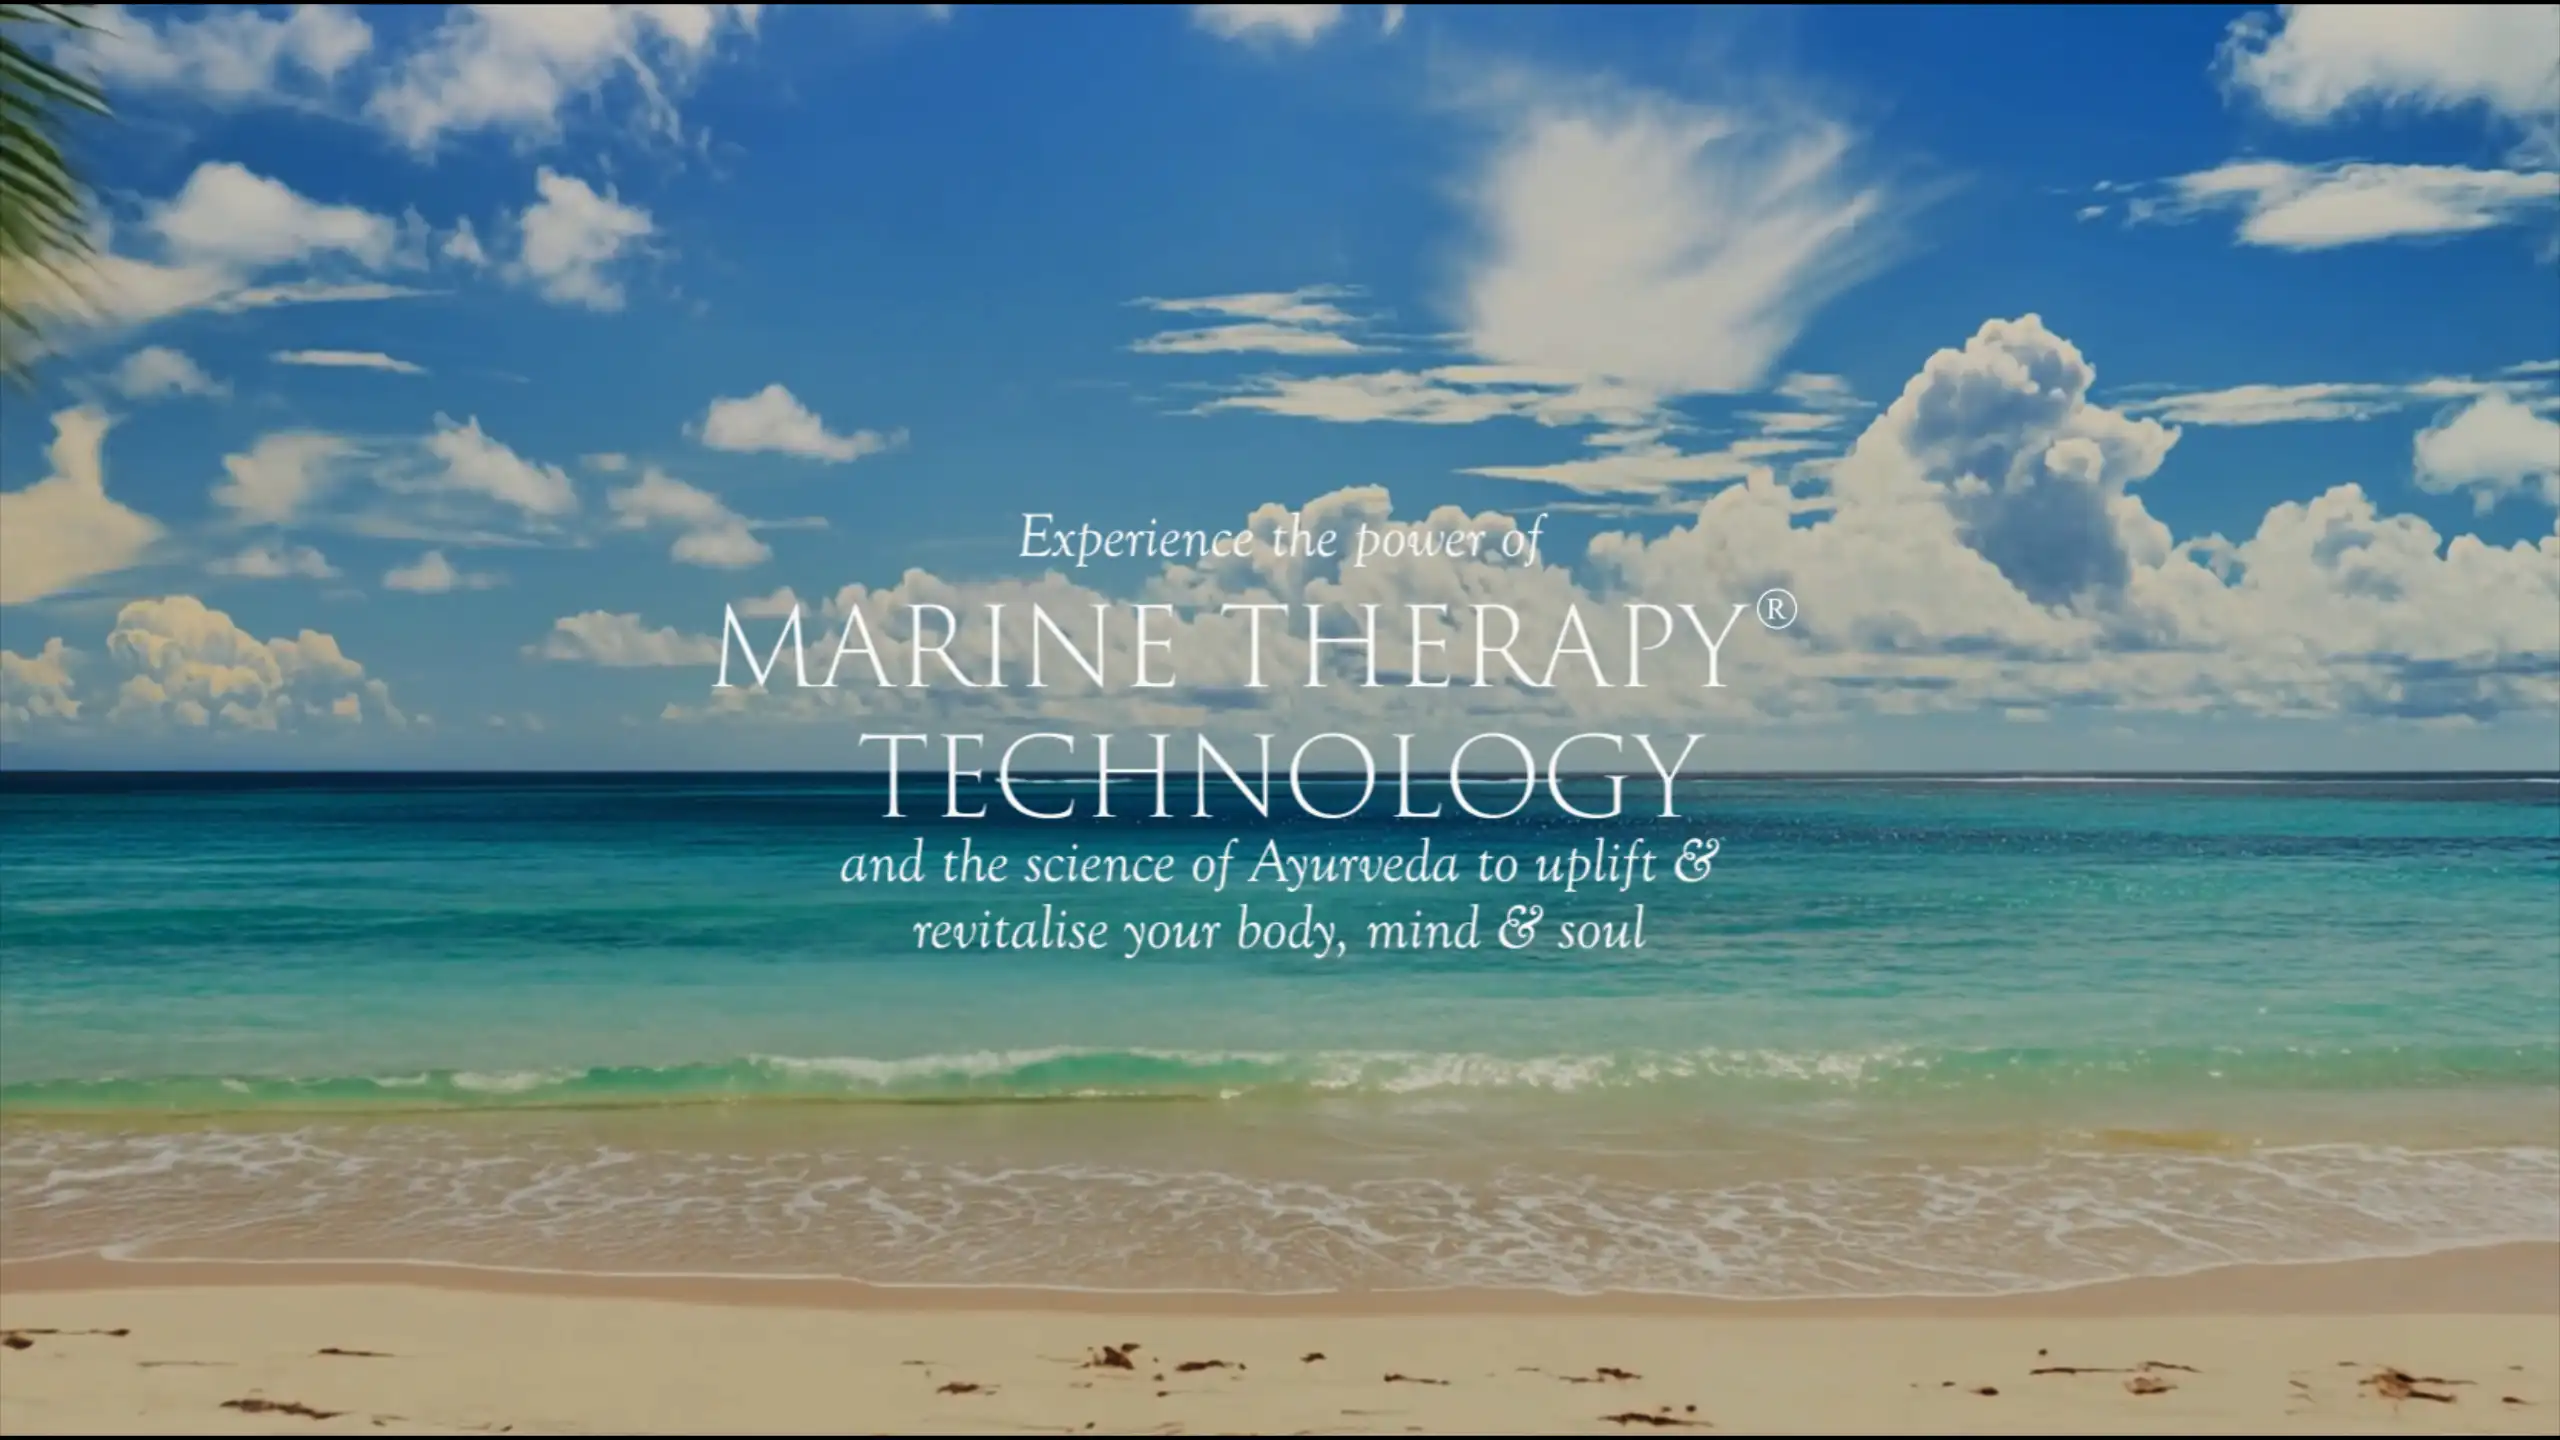 Experience the power of
MARINE THERAPY®
TECHNOLOGY
and the science of Ayurveda to uplift &
revitalise your body, mind & soul